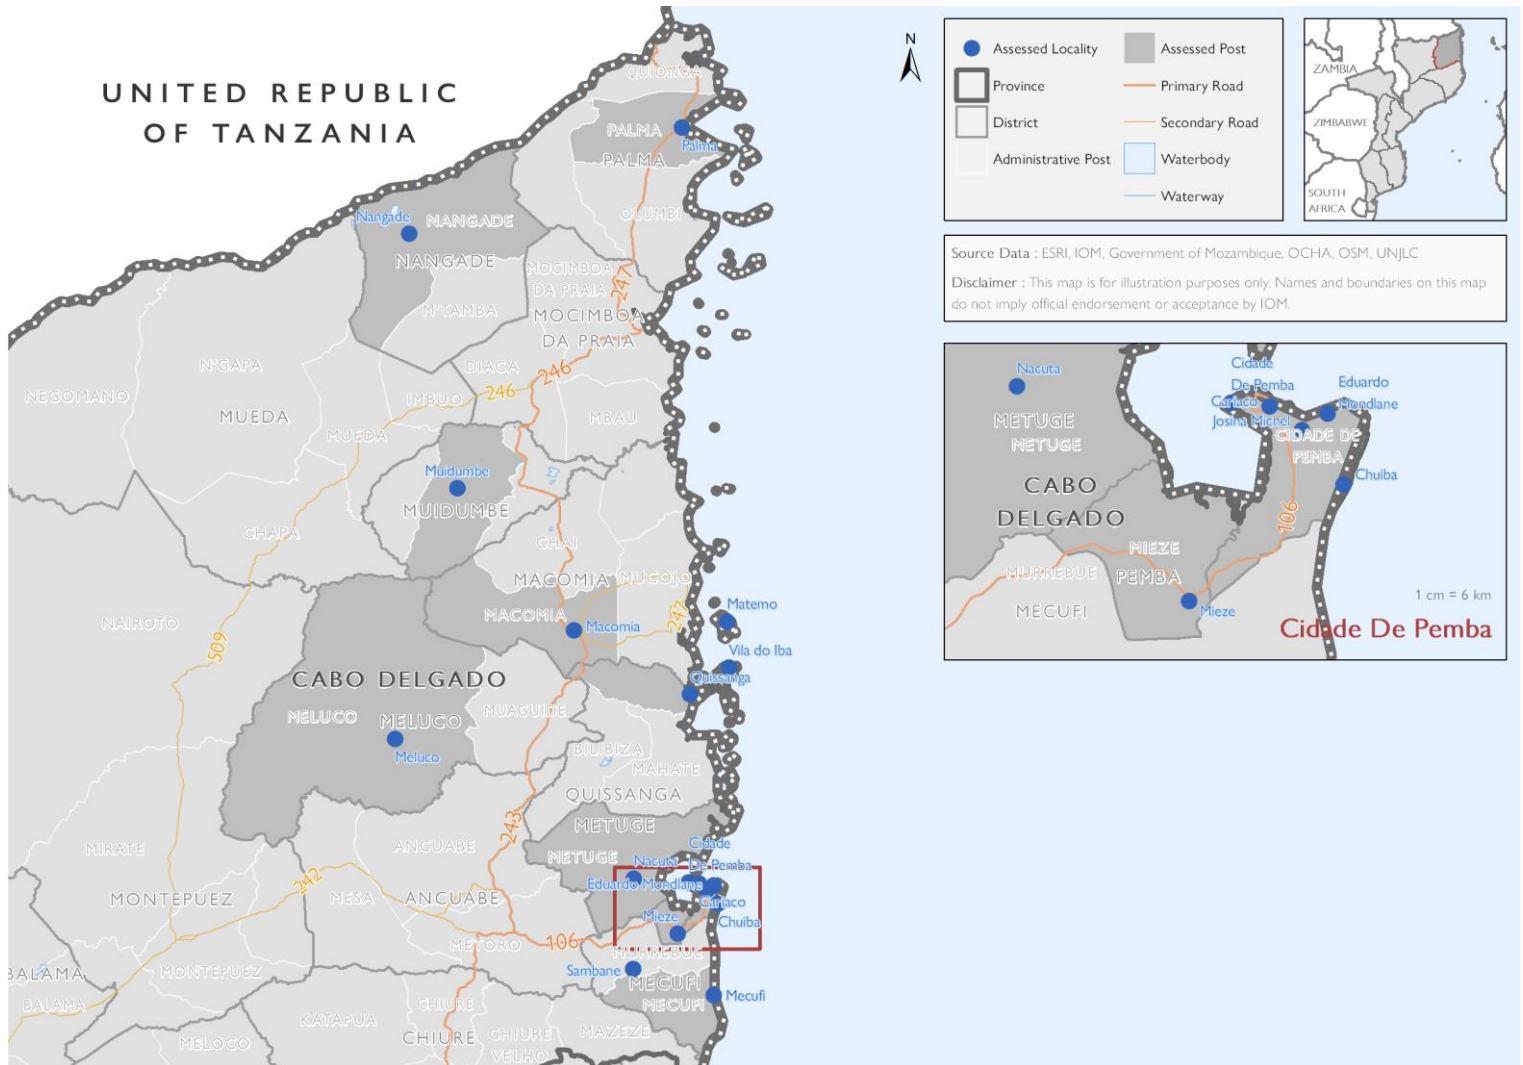 UNITED REPUBLIC
OF TANZANIA
QUIONGA
PALMA
Palma
PALMA
OLUMBI
Nangade
NANGADE
NANGADE
M'TAMBA
MOCIMBOA
DA PRAIA
247
MOCIMBOA
DA PRAIA
N'GAPA
NEGOMANO
MUEDA
MUEDA
DIACA
246
246
IMBUO
MBAU
Muidumbe
MUIDUMBE
CHAPA
CHAI
MACOMIA
MUCOJO
MACOMIA
Macomia
247
Matemo
NAIROTO
509
Vila do Iba
Quissanga
CABO DELGADO
MELUCO
MELUCO
Meluco
MUAGUIDE
BILIBIZA
MAHATE
QUISSANGA
METUGE
243
MIRATE
ANCUABE
METUGE
Cidade
De Pemba
Nacuta
Eduardo Mondlane
242
MONTEPUEZ
MESA
ANCUABE
Carlaco
Mieze
Chuiba
METORO
106
MURREBUE
BALAMA
MONTEPUEZ
Sambane
MECUFI
Mecufi
BALAMA
CHIURE
MECUFI
KATAPUA
CHIURE
CHIURE
VELHO
MAZEZE
MELOCO
N
Assessed Locality
Assessed Post
Province
Primary Road
District
Secondary Road
Administrative Post
Waterbody
Waterway
ZAMBIA
ZIMBABWE
SOUTH
AFRICA
Source Data : ESRI, IOM, Government of Mozambique, OCHA, OSM, UNJLC
Disclaimer : This map is for illustration purposes only. Names and boundaries on this map
do not imply official endorsement or acceptance by IOM.
Nacuta
Cidade
De Pemba
Eduardo
Mondlane
Carlaco
Josina Michel
METUGE
METUGE
CIDADE DE
PEMBA
CABO
DELGADO
Chuiba
106
MIEZE
MURREBUE
PEMBA
MECUFI
Mieze
1 cm = 6 km
Cidade De Pemba